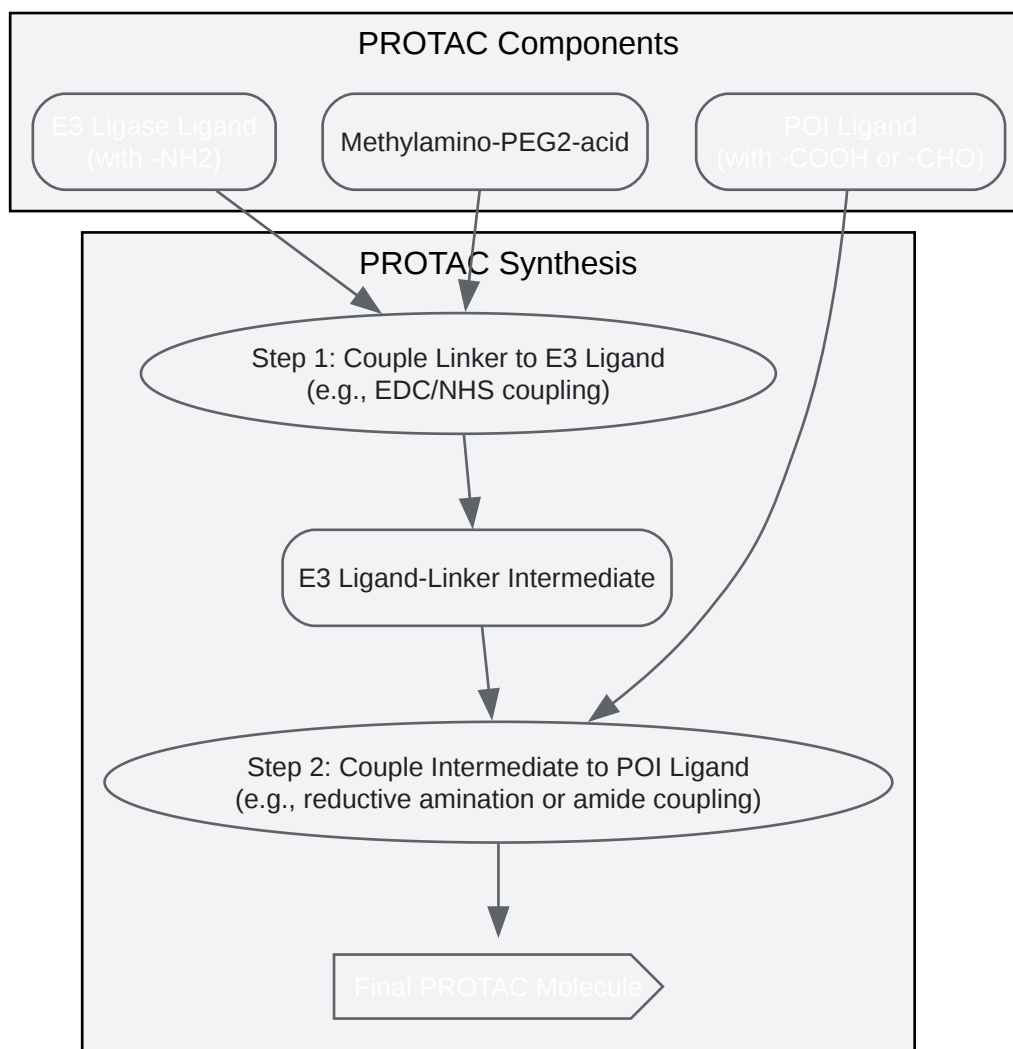 PROTAC Components
E3 Ligase Ligand
(with -NH2)
Methylamino-PEG2-acid
POI Ligand
(with -COOH or -CHO)
PROTAC Synthesis
Step 1: Couple Linker to E3 Ligand
(e.g., EDC/NHS coupling)
E3 Ligand-Linker Intermediate
Step 2: Couple Intermediate to POI Ligand
(e.g., reductive amination or amide coupling)
Final PROTAC Molecule